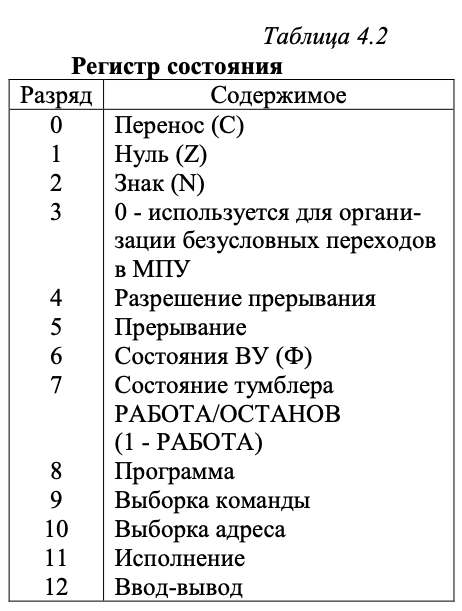 Таблица 4.2
Регистр состояния
Разряд Содержимое
0 Перенос (C)
1 Нуль (Z)
2 Знак (N)
3 0 - используется для органи-
зации безусловных переходов
в МПУ
4 Разрешение прерывания
5 Прерывание
6 Состояния ВУ (Ф)
7 Состояние тумблера
РАБОТА/ОСТАНОВ
(1 - РАБОТА)
8 Программа
9 Выборка команды
10 Выборка адреса
11 Исполнение
12 Ввод-вывод